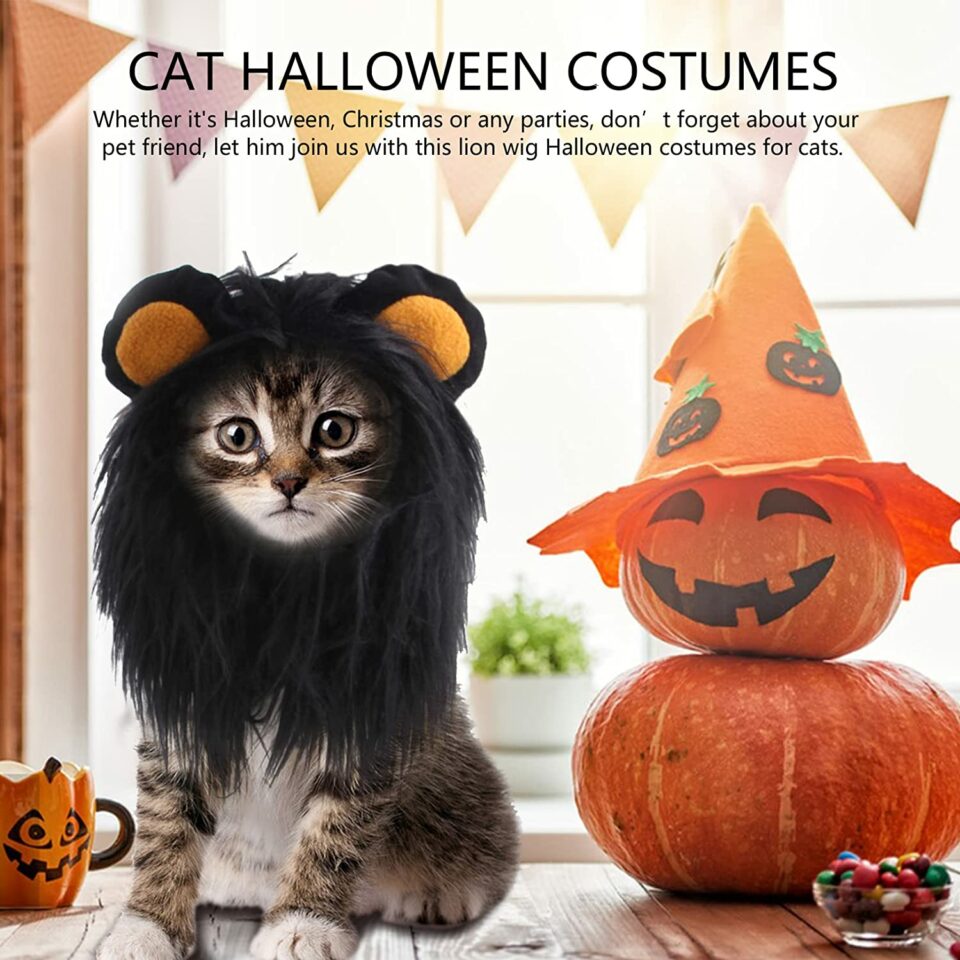 CAT HALLOWEEN COSTUMES
Whether it's Halloween, Christmas or any parties, don’t forget about your
pet friend, let him join us with this lion wig Halloween costumes for cats.